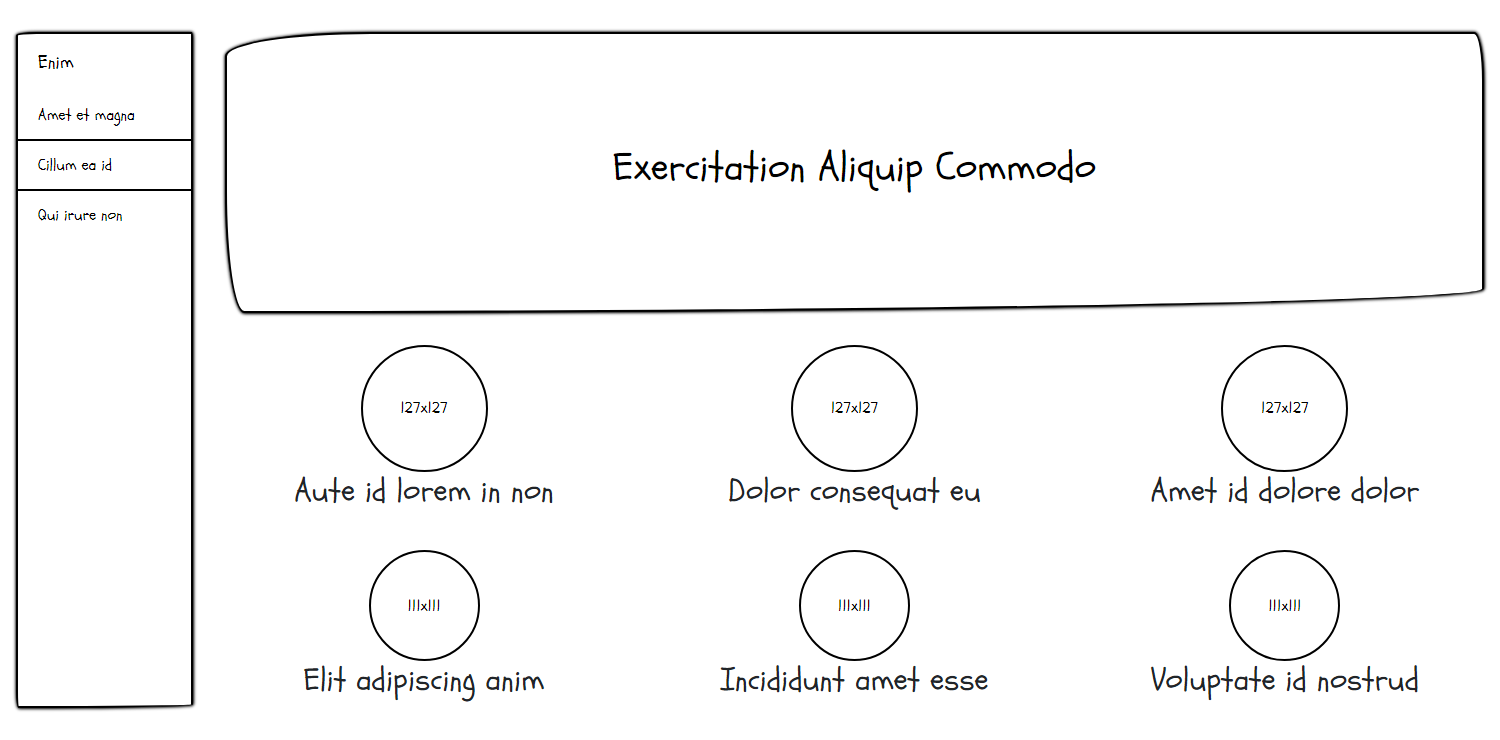 Enim
Amet et magna
Cillum ea id
Qui irure non
Exercitation Aliquip Commodo
127x127
127x127
127x127
Aute id lorem in non
Dolor consequat eu
Amet id dolore dolor
111x111
111x111
111x111
Elit adipiscing anim
Incididunt amet esse
Voluptate id nostrud